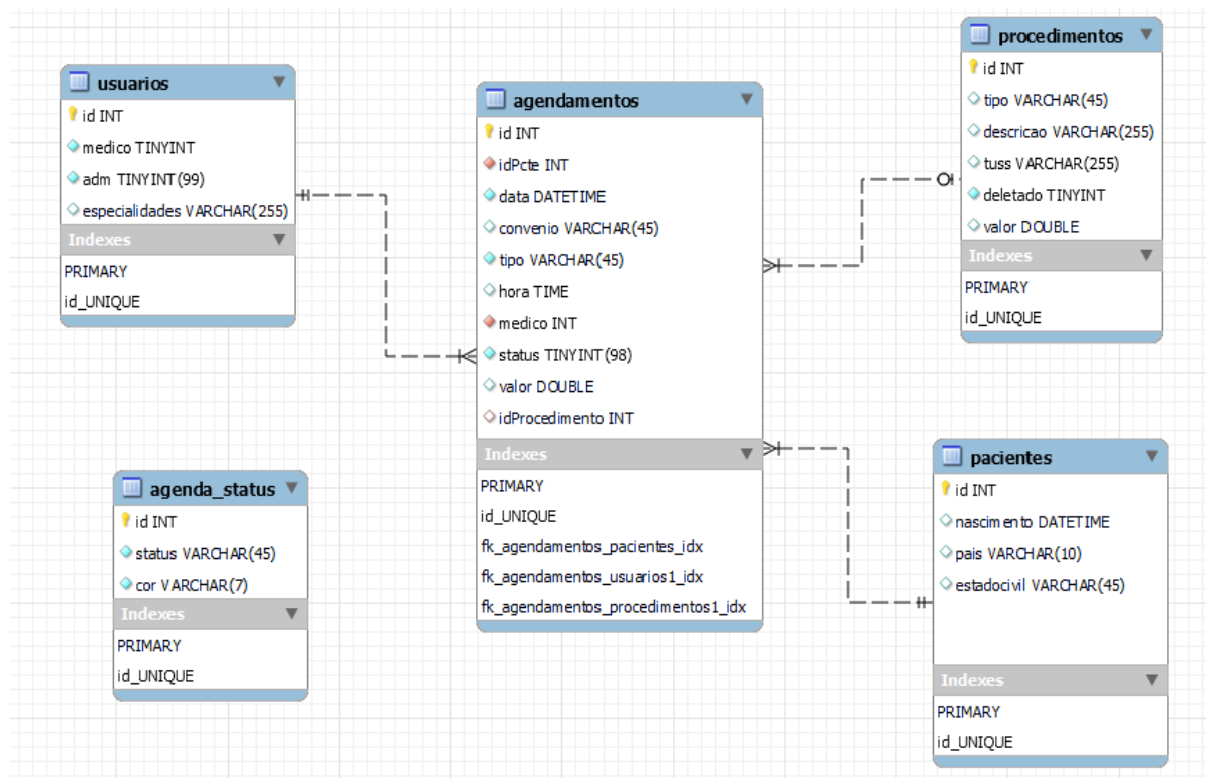 usuarios
id INT
medico TINYINT
adm TINYINT(99)
especialidades VARCHAR(255)
Indexes
PRIMARY
id_UNIQUE
agendamentos
id INT
idPcte INT
data DATETIME
convenio VARCHAR(45)
tipo VARCHAR(45)
hora TIME
medico INT
status TINYINT(98)
valor DOUBLE
idProcedimento INT
Indexes
PRIMARY
id_UNIQUE
fk_agendamentos_pacientes_idx
fk_agendamentos_usuarios1_idx
fk_agendamentos_procedimentos1_idx
procedimentos
id INT
tipo VARCHAR(45)
descricao VARCHAR(255)
tuss VARCHAR(255)
deletado TINYINT
valor DOUBLE
Indexes
PRIMARY
id_UNIQUE
agenda_status
id INT
status VARCHAR(45)
cor VARCHAR(7)
Indexes
PRIMARY
id_UNIQUE
pacientes
id INT
nascimento DATETIME
pais VARCHAR(10)
estadocivil VARCHAR(45)
Indexes
PRIMARY
id_UNIQUE